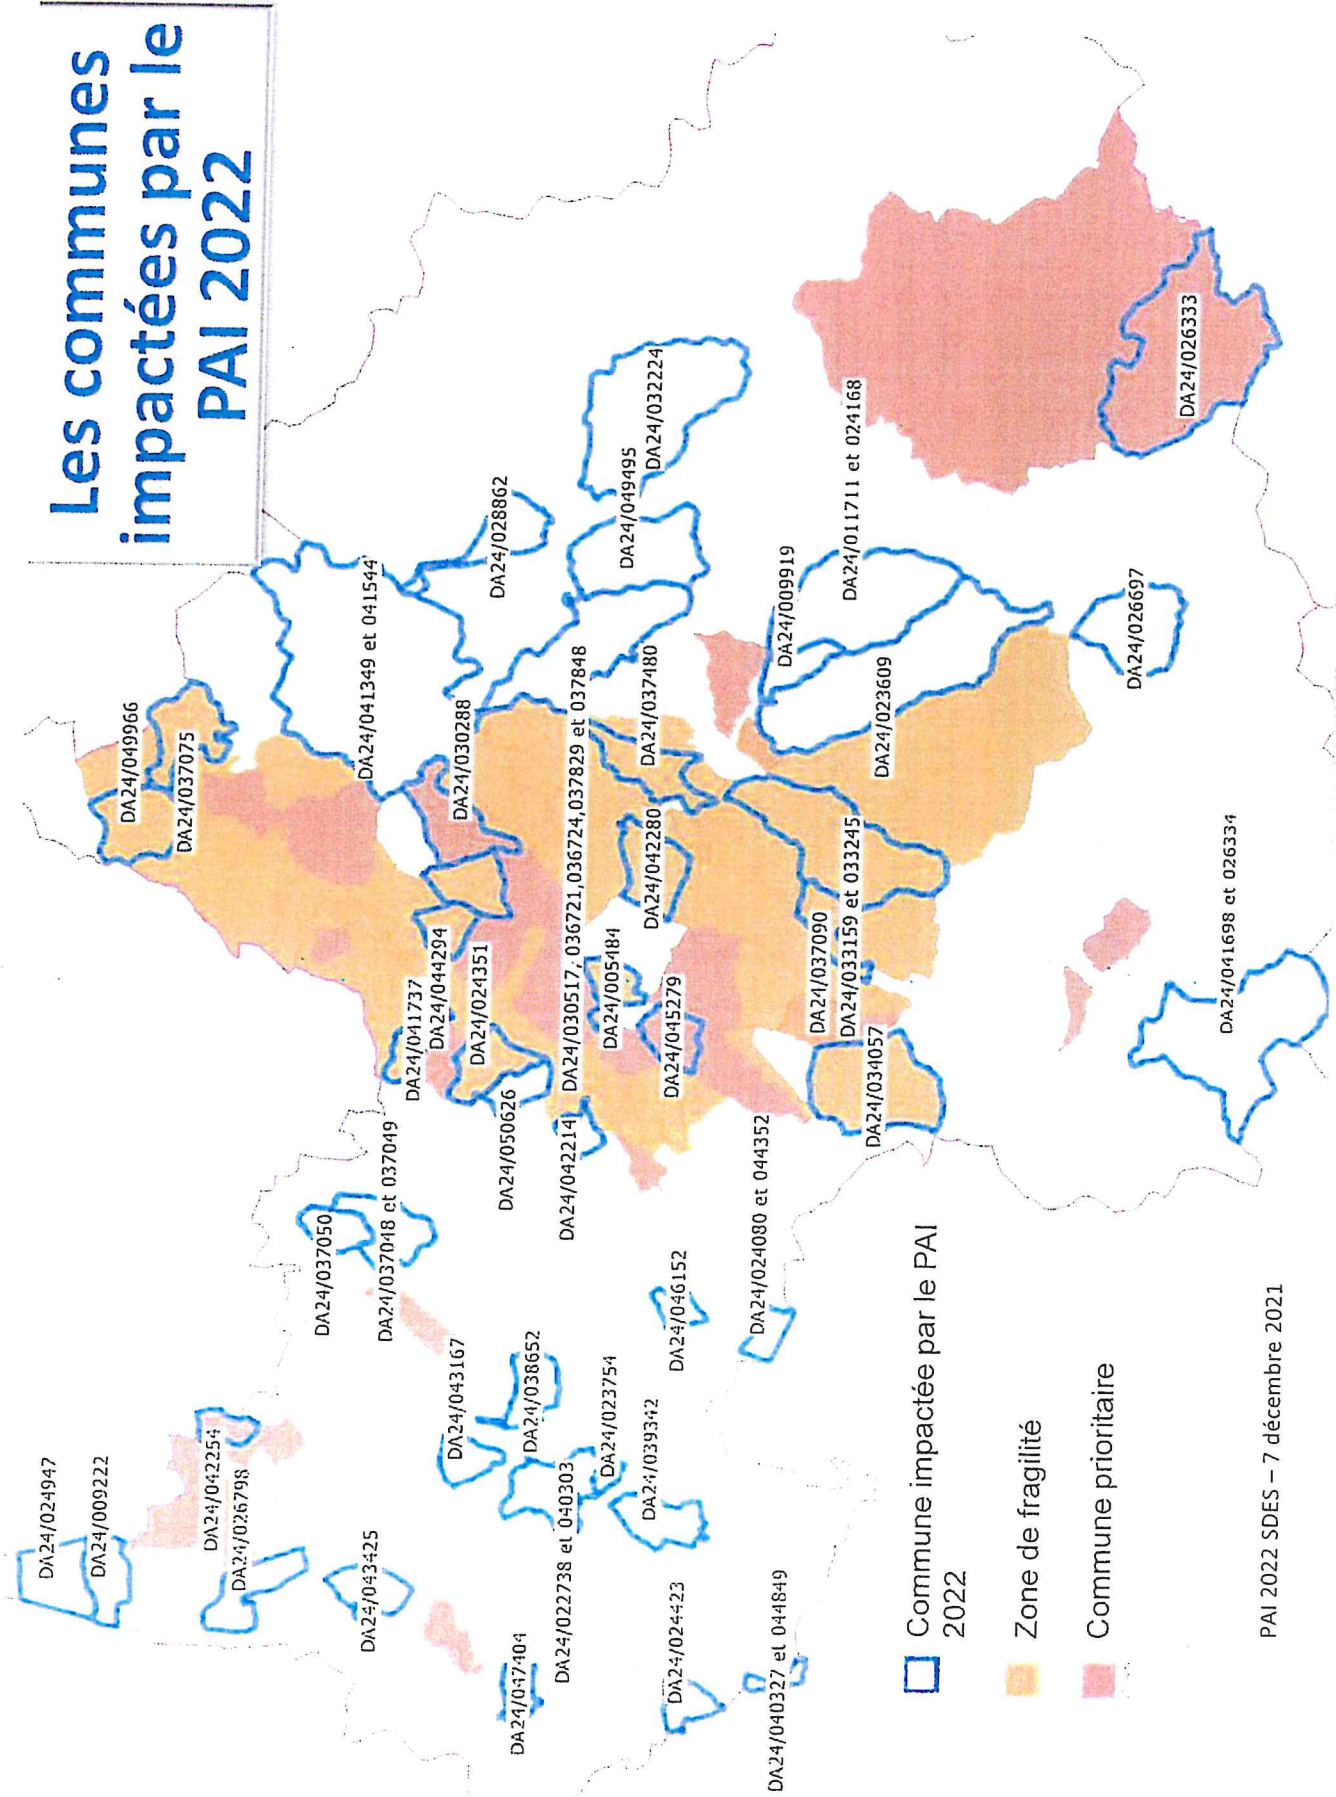 Les communes
impactées par le
PAI 2022
DA24/024947
DA24/009222
DA24/042254
DA24/026798
DA24/043425
DA24/047404
DA24/022738 et 040303
DA24/024423
DA24/040327 et 044849
DA24/037050
DA24/037048 et 037049
DA24/043167
DA24/038652
DA24/023754
DA24/039342
DA24/046152
DA24/024080 et 044352
DA24/049966
DA24/037075
DA24/041349 et 041544
DA24/030288
DA24/041737
DA24/044294
DA24/024351
DA24/050626
DA24/042214
DA24/030517, 036721,036724,037829 et 037848
DA24/005484
DA24/042280
DA24/037480
DA24/045279
DA24/037090
DA24/033159 et 033245
DA24/034057
DA24/028862
DA24/049495
DA24/032224
DA24/009919
DA24/011711 et 024168
DA24/023609
DA24/026697
DA24/026333
DA24/041698 et 026334
Commune impactée par le PAI
2022
Zone de fragilité
Commune prioritaire
PAI 2022 SDES – 7 décembre 2021